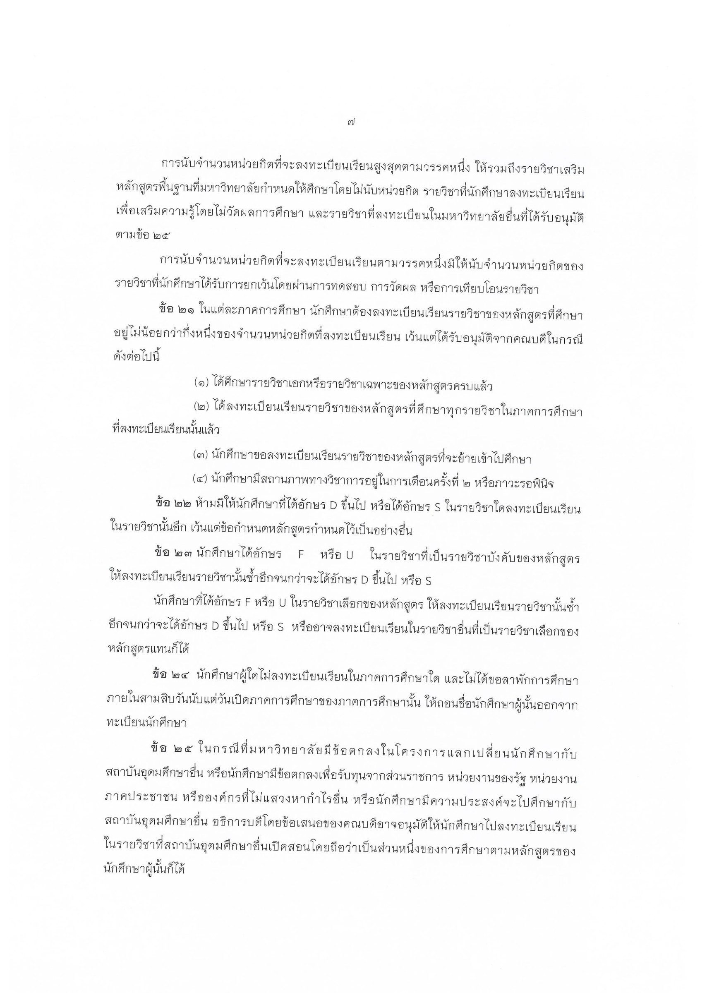 ๗
การนับจำนวนหน่วยกิตที่จะลงทะเบียนเรียนสูงสุดตามวรรคหนึ่ง ให้รวมถึงรายวิชาเสริม
หลักสูตรพื้นฐานที่มหาวิทยาลัยกำหนดให้ศึกษาโดยไม่นับหน่วยกิต รายวิชาที่นักศึกษาลงทะเบียนเรียน
เพื่อเสริมความรู้โดยไม่วัดผลการศึกษา และรายวิชาที่ลงทะเบียนในมหาวิทยาลัยอื่นที่ได้รับอนุมัติ
ตามข้อ ๒๕
การนับจำนวนหน่วยกิตที่จะลงทะเบียนเรียนตามวรรคหนึ่งมิให้นับจำนวนหน่วยกิตของ
รายวิชาที่นักศึกษาได้รับการยกเว้นโดยผ่านการทดสอบ การวัดผล หรือการเทียบโอนรายวิชา
ข้อ ๒๑ ในแต่ละภาคการศึกษา นักศึกษาต้องลงทะเบียนเรียนรายวิชาของหลักสูตรที่ศึกษา
อยู่ไม่น้อยกว่ากึ่งหนึ่งของจำนวนหน่วยกิตที่ลงทะเบียนเรียน เว้นแต่ได้รับอนุมัติจากคณบดีในกรณี
ดังต่อไปนี้
(๑) ได้ศึกษารายวิชาเอกหรือรายวิชาเฉพาะของหลักสูตรครบแล้ว
(๒) ได้ลงทะเบียนเรียนรายวิชาของหลักสูตรที่ศึกษาทุกรายวิชาในภาคการศึกษา
ที่ลงทะเบียนเรียนนั้นแล้ว
(๓) นักศึกษาขอลงทะเบียนเรียนรายวิชาของหลักสูตรที่จะย้ายเข้าไปศึกษา
(๔) นักศึกษามีสถานภาพทางวิชาการอยู่ในการเตือนครั้งที่ ๒ หรือภาวะรอพินิจ
ข้อ ๒๒ ห้ามมิให้นักศึกษาที่ได้อักษร D ขึ้นไป หรือได้อักษร S ในรายวิชาใดลงทะเบียนเรียน
ในรายวิชานั้นอีก เว้นแต่ข้อกำหนดหลักสูตรกำหนดไว้เป็นอย่างอื่น
ข้อ ๒๓ นักศึกษาได้อักษร F หรือ U ในรายวิชาที่เป็นรายวิชาบังคับของหลักสูตร
ให้ลงทะเบียนเรียนรายวิชานั้นซ้ำอีกจนกว่าจะได้อักษร D ขึ้นไป หรือ S
นักศึกษาที่ได้อักษร F หรือ U ในรายวิชาเลือกของหลักสูตร ให้ลงทะเบียนเรียนรายวิชานั้นซ้ำ
อีกจนกว่าจะได้อักษร D ขึ้นไป หรือ S หรืออาจลงทะเบียนเรียนในรายวิชาอื่นที่เป็นรายวิชาเลือกของ
หลักสูตรแทนก็ได้
ข้อ ๒๔ นักศึกษาผู้ใดไม่ลงทะเบียนเรียนในภาคการศึกษาใด และไม่ได้ขอลาพักการศึกษา
ภายในสามสิบวันนับแต่วันเปิดภาคการศึกษาของภาคการศึกษานั้น ให้ถอนชื่อนักศึกษาผู้นั้นออกจาก
ทะเบียนนักศึกษา
ข้อ ๒๕ ในกรณีที่มหาวิทยาลัยมีข้อตกลงในโครงการแลกเปลี่ยนนักศึกษากับ
สถาบันอุดมศึกษาอื่น หรือนักศึกษามีข้อตกลงเพื่อรับทุนจากส่วนราชการ หน่วยงานของรัฐ หน่วยงาน
ภาคประชาชน หรือองค์กรที่ไม่แสวงหากำไรอื่น หรือนักศึกษามีความประสงค์จะไปศึกษากับ
สถาบันอุดมศึกษาอื่น อธิการบดีโดยข้อเสนอของคณบดีอาจอนุมัติให้นักศึกษาไปลงทะเบียนเรียน
ในรายวิชาที่สถาบันอุดมศึกษาอื่นเปิดสอนโดยถือว่าเป็นส่วนหนึ่งของการศึกษาตามหลักสูตรของ
นักศึกษาผู้นั้นก็ได้